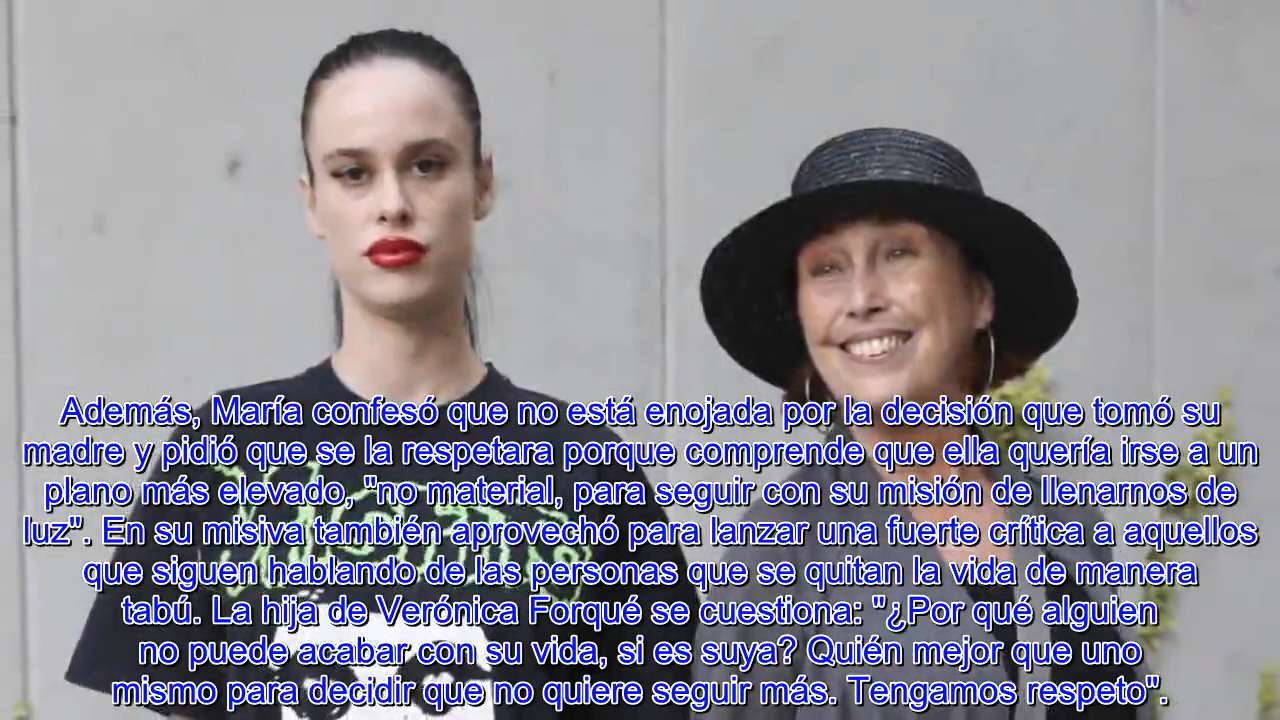 Además, María confesó que no está enojada por la decisión que tomó su
madre y pidió que se la respetara porque comprende que ella quería irse a un
plano más elevado, "no material, para seguir con su misión de llenarnos de
luz". En su misiva también aprovechó para lanzar una fuerte crítica a aquellos
que siguen hablando de las personas que se quitan la vida de manera
tabú. La hija de Verónica Forqué se cuestiona: "¿Por qué alguien
no puede acabar con su vida, si es suya? Quién mejor que uno
mismo para decidir que no quiere seguir más. Tengamos respeto".